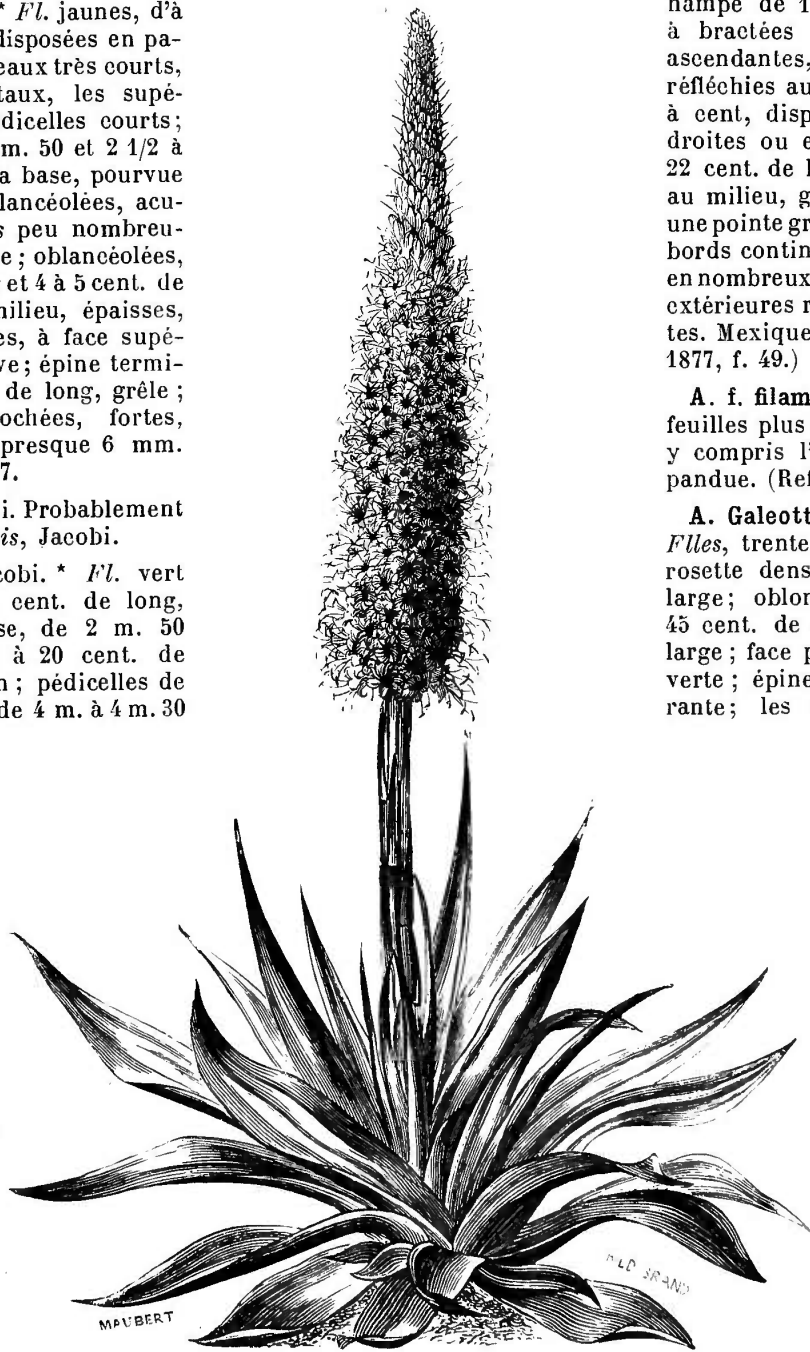 * Fl. jaunes, d'à
disposées en pa-
eaux très courts,
taux, les supé-
dicelles courts;
m. 50 et 2 1/2 à
a base, pourvue
lancéolées, acu-
s peu nombreu-
e; oblancéolées,
et 4 à 5 cent. de
nilieu, épaisses,
es, à face supé-
ve; épine termi-
de long, grêle;
ochées, fortes,
presque 6 mm.
7.
i. Probablement
is, Jacobi.
cobi. * Fl. vert
cent. de long,
se, de 2 m. 50
à 20 cent. de
n; pédicelles de
de 4 m. à 4 m. 30
hampe de 1
à bractées
ascendantes,
réfléchies au
à cent, disp
droites ou e
22 cent. de l
au milieu, g
une pointe gr
bords contin
en nombreux
extérieures r
tes. Mexique
1877, f. 49.)
A. f. filam
feuilles plus
y compris l'
pandue. (Ref
A. Galeott
Flles, trente
rosette dens
large; oblon
45 cent. de
large; face p
verte; épine
rante; les
MAUBERT